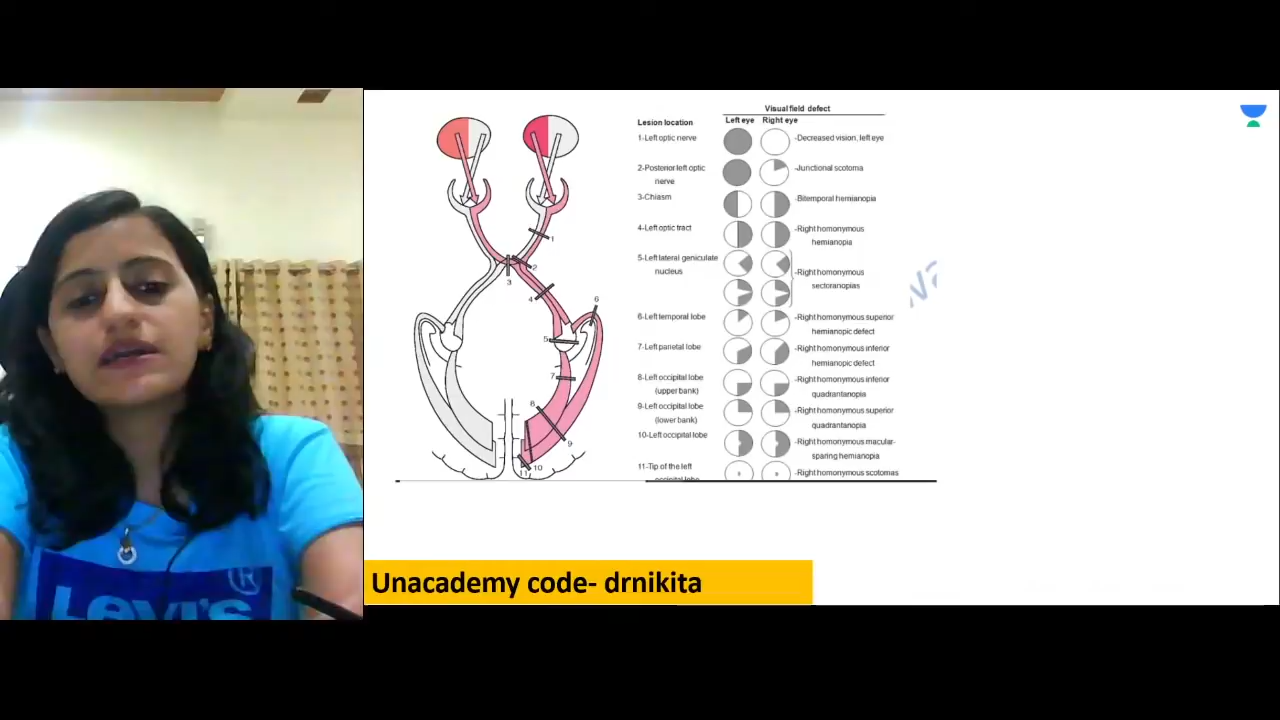 Visual field defect
Lesion location
Left eye
Right eye
1-Left optic nerve
-Decreased vision, left eye
2-Posterior left optic
nerve
-Junctional scotoma
3-Chiasm
-Bitemporal hemianopia
4-Left optic tract
-Right homonymous
hemianopia
5-Left lateral geniculate
nucleus
-Right homonymous
sectoranopias
6-Left temporal lobe
-Right homonymous superior
hemianopic defect
7-Left parietal lobe
-Right homonymous inferior
hemianopic defect
8-Left occipital lobe
(upper bank)
-Right homonymous inferior
quadrantanopia
9-Left occipital lobe
(lower bank)
-Right homonymous superior
quadrantanopia
10-Left occipital lobe
-Right homonymous macular-
sparing hemianopia
11-Tip of the left
occipital lobe
-Right homonymous scotomas
1
2
3
4
5
6
7
8
9
10
11
Unacademy code- drnikita
Levi's
®